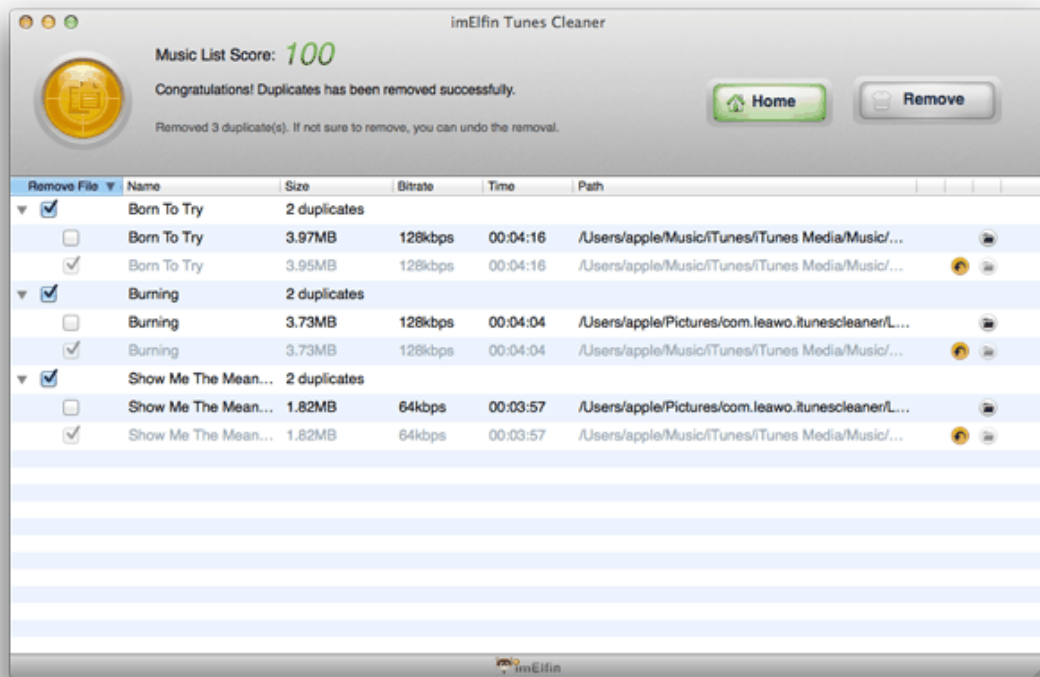 imElfin Tunes Cleaner
Music List Score: 100
Congratulations! Duplicates has been removed successfully.
Removed 3 duplicate(s). If not sure to remove, you can undo the removal.
Home
Remove
Remove File Name Size Bitrate Time Path
Born To Try 2 duplicates
Born To Try 3.97MB 128kbps 00:04:16 /Users/apple/Music/iTunes/iTunes Media/Music/...
Born To Try 3.95MB 128kbps 00:04:16 /Users/apple/Music/iTunes/iTunes Media/Music/...
Burning 2 duplicates
Burning 3.73MB 128kbps 00:04:04 /Users/apple/Pictures/com.leawo.itunescleaner/L...
Burning 3.73MB 128kbps 00:04:04 /Users/apple/Music/iTunes/iTunes Media/Music/...
Show Me The Mean... 2 duplicates
Show Me The Mean... 1.82MB 64kbps 00:03:57 /Users/apple/Pictures/com.leawo.itunescleaner/L...
Show Me The Mean... 1.82MB 64kbps 00:03:57 /Users/apple/Music/iTunes/iTunes Media/Music/...
imElfin